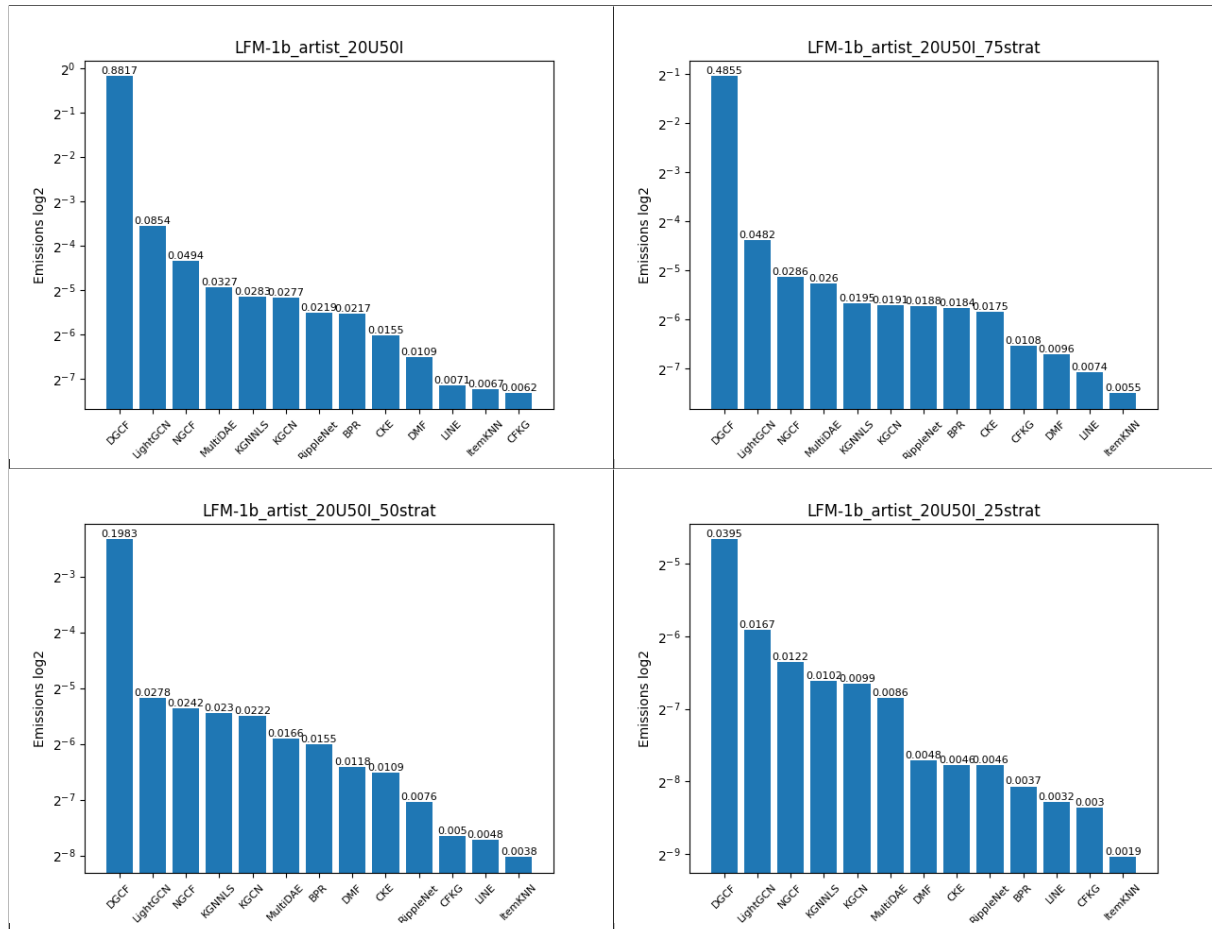 LFM-1b_artist_20U50I
Emissions log2
2^0
2^-1
2^-2
2^-3
2^-4
2^-5
2^-6
2^-7
0.8817
0.0854
0.0494
0.0327
0.0283
0.0277
0.0219
0.0217
0.0155
0.0109
0.0071
0.0067
0.0062
DGCF
LightGCN
NGCF
MultiDAE
KGNNLS
KGCN
RippleNet
BPR
CKE
DMF
LINE
ItemKNN
CFKG
LFM-1b_artist_20U50I_75strat
Emissions log2
2^-1
2^-2
2^-3
2^-4
2^-5
2^-6
2^-7
0.4855
0.0482
0.0286
0.026
0.0195
0.0191
0.0188
0.0184
0.0175
0.0108
0.0096
0.0074
0.0055
DGCF
LightGCN
NGCF
MultiDAE
KGNNLS
KGCN
RippleNet
BPR
CKE
CFKG
DMF
LINE
ItemKNN
LFM-1b_artist_20U50I_50strat
Emissions log2
2^-3
2^-4
2^-5
2^-6
2^-7
2^-8
0.1983
0.0278
0.0242
0.023
0.0222
0.0166
0.0155
0.0118
0.0109
0.0076
0.005
0.0048
0.0038
DGCF
LightGCN
NGCF
KGNNLS
KGCN
MultiDAE
BPR
DMF
CKE
RippleNet
CFKG
LINE
ItemKNN
LFM-1b_artist_20U50I_25strat
Emissions log2
2^-5
2^-6
2^-7
2^-8
2^-9
0.0395
0.0167
0.0122
0.0102
0.0099
0.0086
0.0048
0.0046
0.0046
0.0037
0.0032
0.003
0.0019
DGCF
LightGCN
NGCF
KGNNLS
KGCN
MultiDAE
DMF
CKE
RippleNet
BPR
LINE
CFKG
ItemKNN